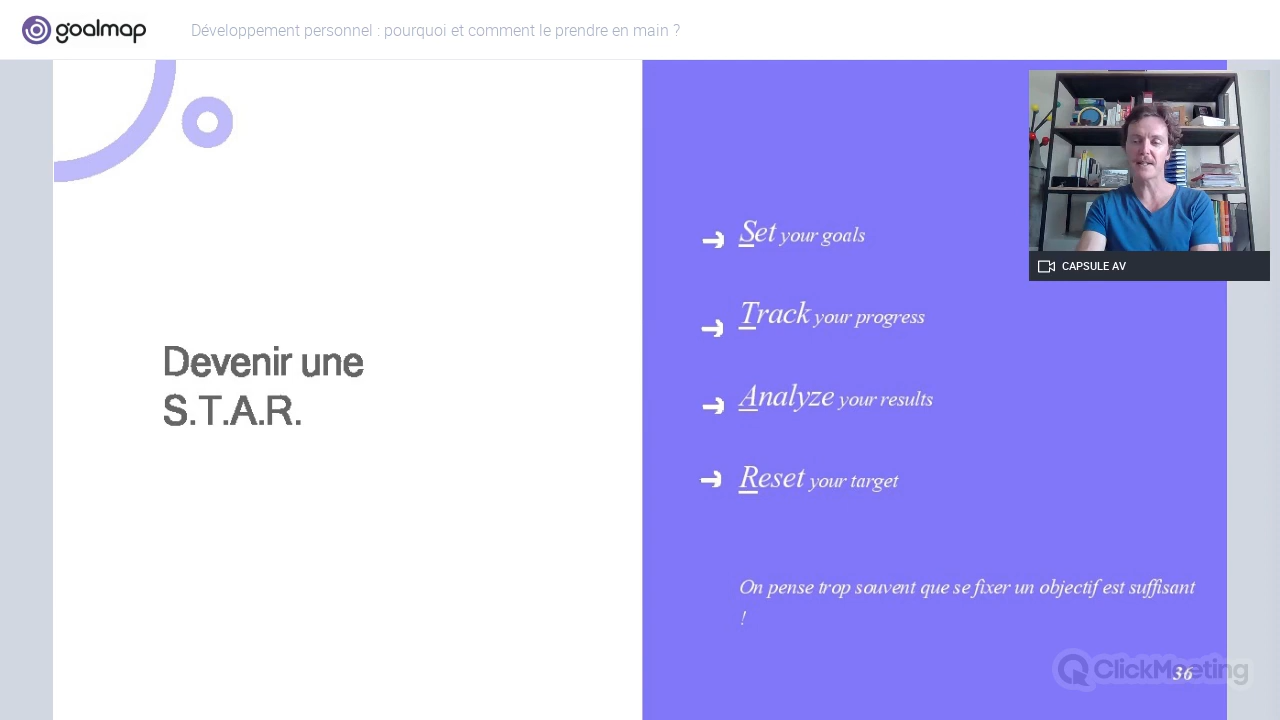 goalmap
Développement personnel : pourquoi et comment le prendre en main ?
CAPSULE AV
Devenir une
S.T.A.R.
Set your goals
Track your progress
Analyze your results
Reset your target
On pense trop souvent que se fixer un objectif est suffisant
!
ClickMeeting
36